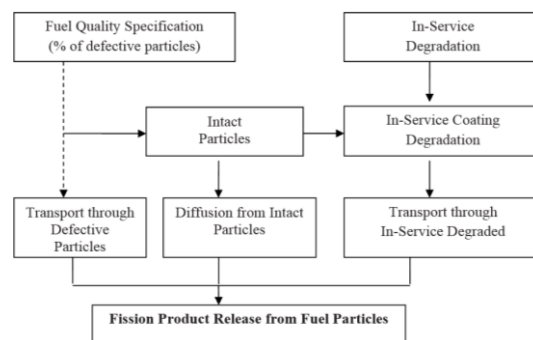 Fuel Quality Specification
(% of defective particles)
In-Service
Degradation
Intact
Particles
In-Service Coating
Degradation
Transport through
Defective
Particles
Diffusion from Intact
Particles
Transport through
In-Service Degraded
Fission Product Release from Fuel Particles